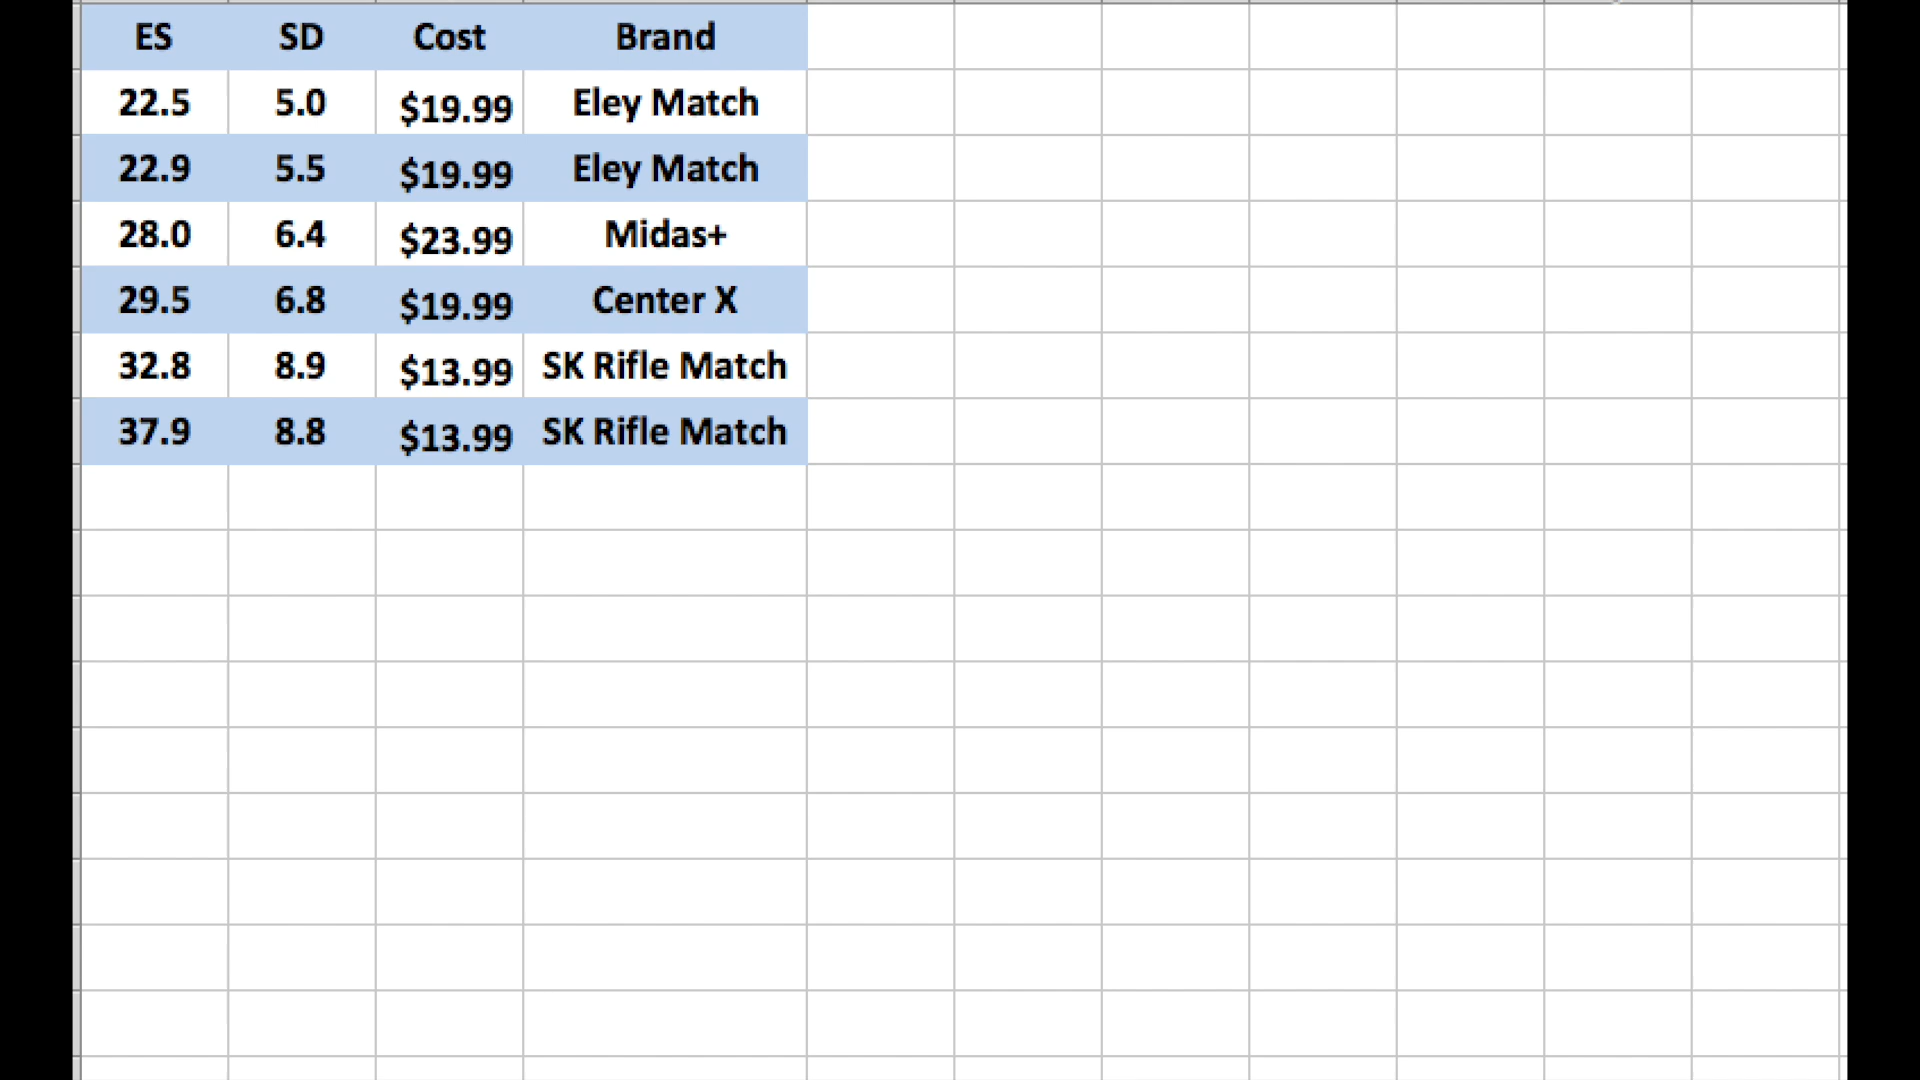 ES SD Cost Brand
22.5 5.0 $19.99 Eley Match
22.9 5.5 $19.99 Eley Match
28.0 6.4 $23.99 Midas+
29.5 6.8 $19.99 Center X
32.8 8.9 $13.99 SK Rifle Match
37.9 8.8 $13.99 SK Rifle Match